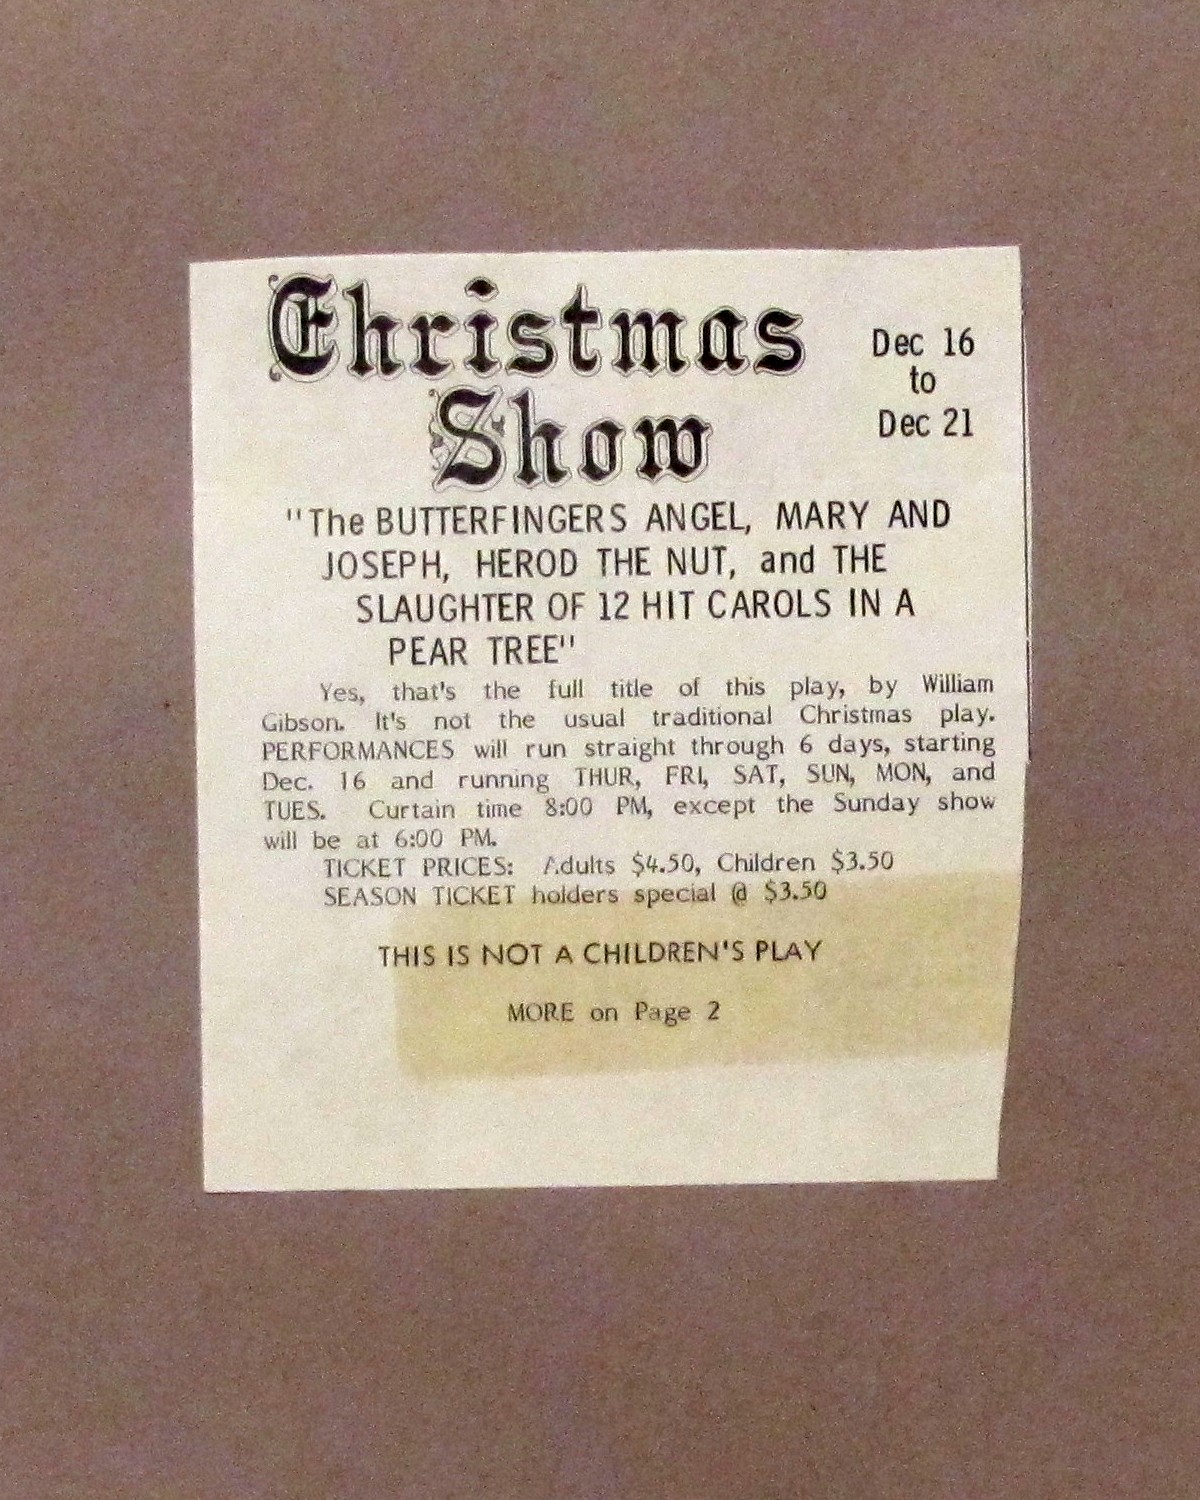 Christmas
Show
Dec 16
to
Dec 21
"The BUTTERFINGERS ANGEL, MARY AND
JOSEPH, HEROD THE NUT, and THE
SLAUGHTER OF 12 HIT CAROLS IN A
PEAR TREE"
Yes, that's the full title of this play, by William
Gibson. It's not the usual traditional Christmas play.
PERFORMANCES will run straight through 6 days, starting
Dec. 16 and running THUR, FRI, SAT, SUN, MON, and
TUES. Curtain time 8:00 PM, except the Sunday show
will be at 6:00 PM.
TICKET PRICES: Adults $4.50, Children $3.50
SEASON TICKET holders special @ $3.50
THIS IS NOT A CHILDREN'S PLAY
MORE on Page 2